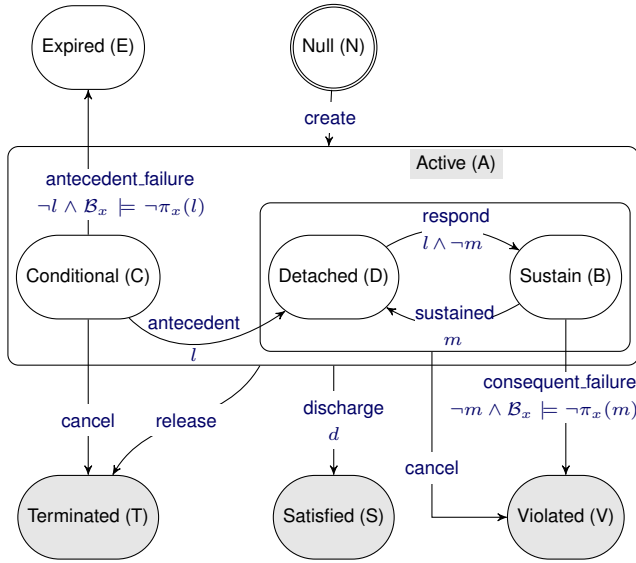 Expired (E)
Null (N)
create
Active (A)
antecedent_failure
¬l ∧ ℬₓ ⊨ ¬πₓ(l)
respond
l ∧ ¬m
Conditional (C)
Detached (D)
Sustain (B)
antecedent
l
sustained
m
consequent_failure
¬m ∧ ℬₓ ⊨ ¬πₓ(m)
cancel
release
discharge
d
cancel
Terminated (T)
Satisfied (S)
Violated (V)